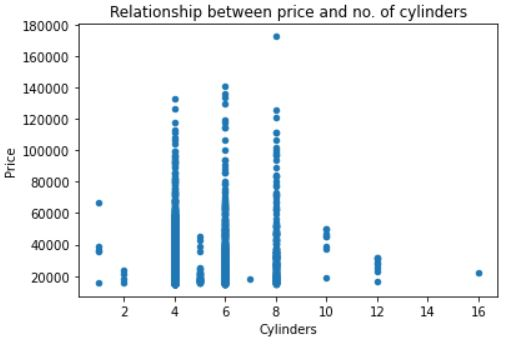 Relationship between price and no. of cylinders
180000
160000
140000
120000
100000
80000
60000
40000
20000
Price
2 4 6 8 10 12 14 16
Cylinders